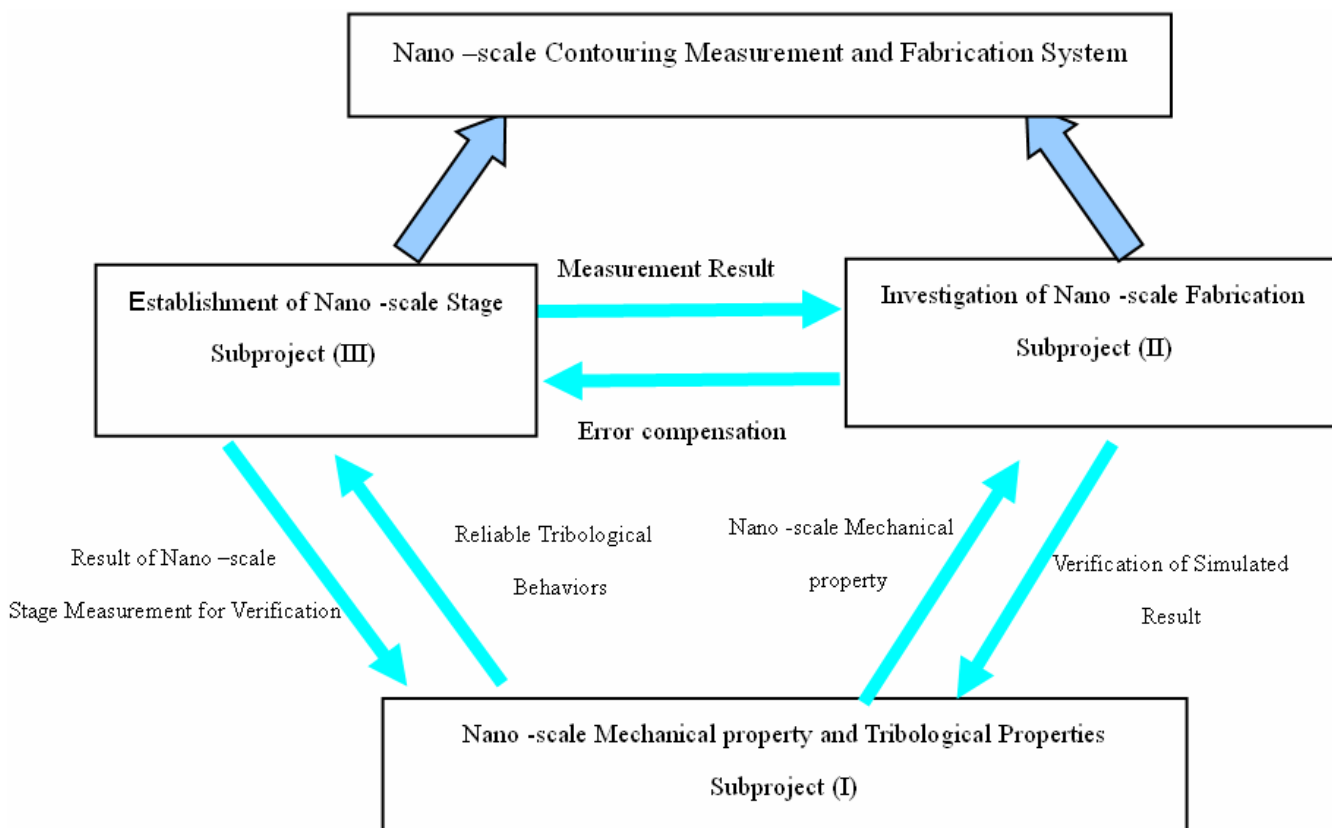 Nano –scale Contouring Measurement and Fabrication System
Measurement Result
Establishment of Nano -scale Stage
Subproject (III)
Investigation of Nano -scale Fabrication
Subproject (II)
Error compensation
Result of Nano –scale
Stage Measurement for Verification
Reliable Tribological
Behaviors
Nano -scale Mechanical
property
Verification of Simulated
Result
Nano -scale Mechanical property and Tribological Properties
Subproject (I)